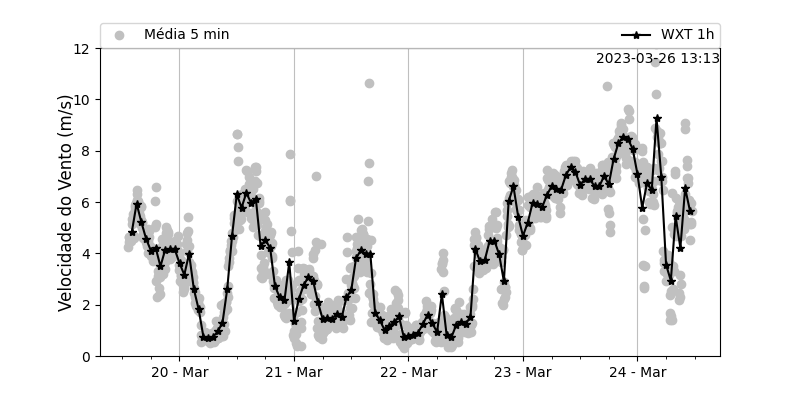 Média 5 min
WXT 1h
2023-03-26 13:13
Velocidade do Vento (m/s)
12
10
8
6
4
2
0
20 - Mar
21 - Mar
22 - Mar
23 - Mar
24 - Mar